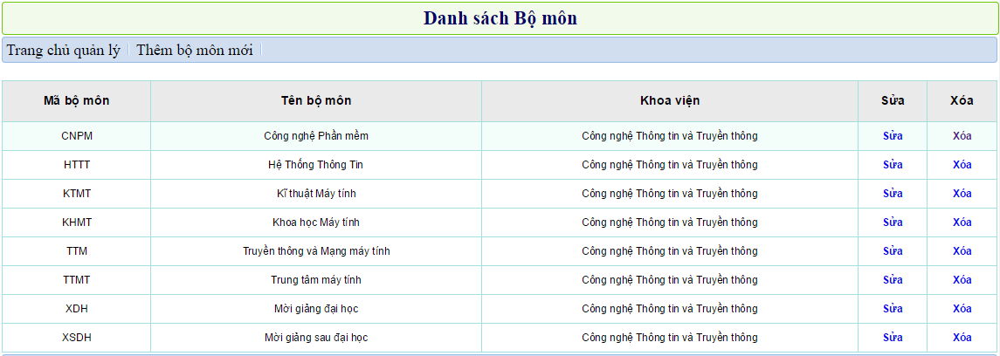 Danh sách Bộ môn
Trang chủ quản lý Thêm bộ môn mới
Mã bộ môn Tên bộ môn Khoa viện Sửa Xóa
CNPM Công nghệ Phần mềm Công nghệ Thông tin và Truyền thông Sửa Xóa
HTTT Hệ Thống Thông Tin Công nghệ Thông tin và Truyền thông Sửa Xóa
KTMT Kĩ thuật Máy tính Công nghệ Thông tin và Truyền thông Sửa Xóa
KHMT Khoa học Máy tính Công nghệ Thông tin và Truyền thông Sửa Xóa
TTM Truyền thông và Mạng máy tính Công nghệ Thông tin và Truyền thông Sửa Xóa
TTMT Trung tâm máy tính Công nghệ Thông tin và Truyền thông Sửa Xóa
XDH Mời giảng đại học Công nghệ Thông tin và Truyền thông Sửa Xóa
XSDH Mời giảng sau đại học Công nghệ Thông tin và Truyền thông Sửa Xóa